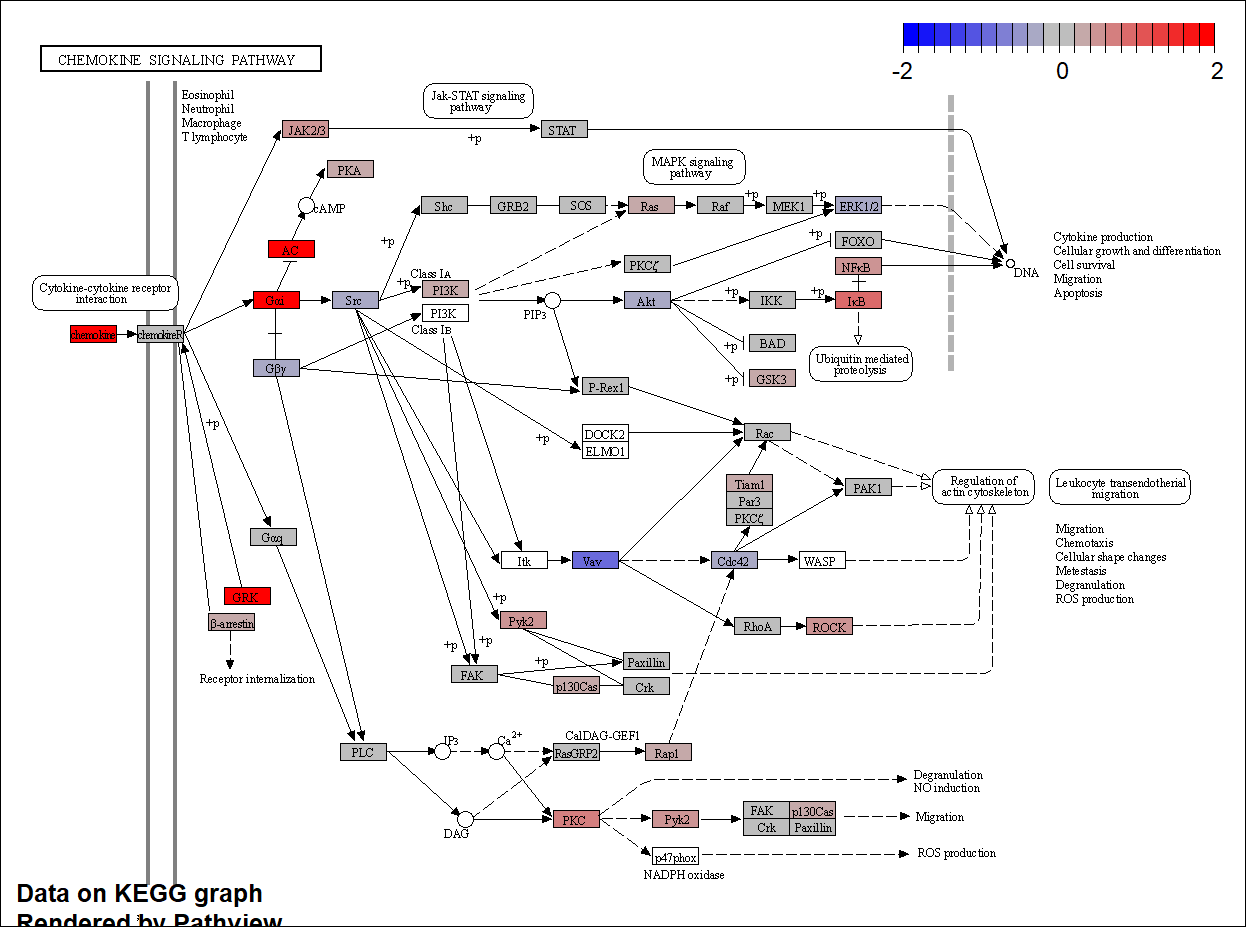 CHEMOKINE SIGNALING PATHWAY
-2 0 2
Eosinophil
Neutrophil
Macrophage
T lymphocyte
Jak-STAT signaling
pathway
JAK2/3
+p
STAT
MAPK signaling
pathway
PKA
cAMP
Shc
GRB2
SOS
Ras
Raf
+p
MEK1
+p
ERK1/2
AC
+p
+p
FOXO
Cytokine production
Cellular growth and differentiation
Cell survival
Migration
Apoptosis
PKCζ
NFκB
DNA
Cytokine-cytokine receptor
interaction
Class IA
+p
PI3K
PI3K
Class IB
Gαi
Src
PIP3
Akt
+p
IKK
+p
IκB
chemokine
chemokineR
+p
BAD
Ubiquitin mediated
proteolysis
Gβγ
+p
GSK3
P-Rex1
+p
+p
DOCK2
ELMO1
Rac
Tiam1
Par3
PKCζ
PAK1
Regulation of
actin cytoskeleton
Leukocyte transendotherial
migration
Gαq
Migration
Chemotaxis
Cellular shape changes
Metestasis
Degranulation
ROS production
Itk
Vav
Cdc42
WASP
GRK
β-arrestin
+p
Pyk2
RhoA
ROCK
+p
+p
FAK
+p
Paxillin
p130Cas
Crk
Receptor internalization
CalDAG-GEF1
PLC
IP3
Ca2+
RasGRP2
Rap1
Degranulation
NO induction
DAG
PKC
Pyk2
FAK
p130Cas
Crk
Paxillin
Migration
p47phox
NADPH oxidase
ROS production
Data on KEGG graph
Rendered by Pathview